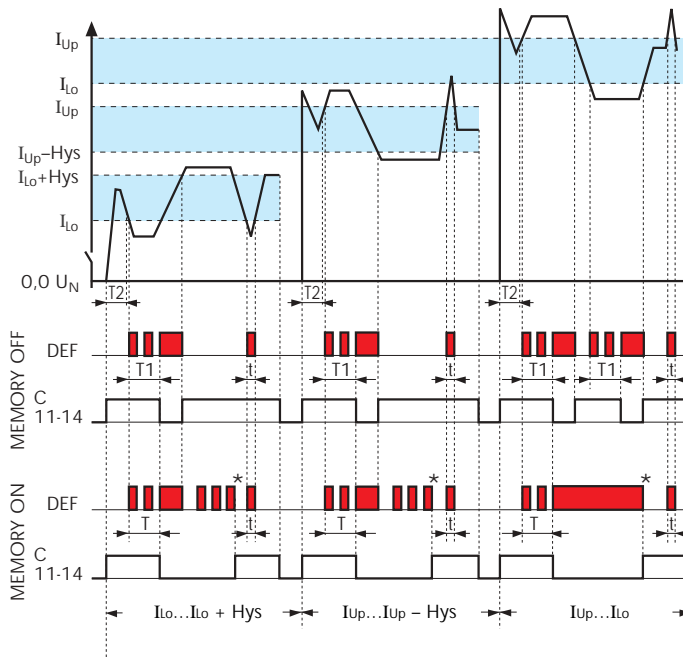 IUp
ILo
IUp
IUp–Hys
ILo+Hys
ILo
0,0 UN
T2 T2 T2
MEMORY OFF
DEF
T1 t T1 t T1 T1 t
C
11-14
MEMORY ON
* * *
DEF
T t T t T t
C
11-14
ILo...ILo + Hys IUp...IUp – Hys IUp...ILo